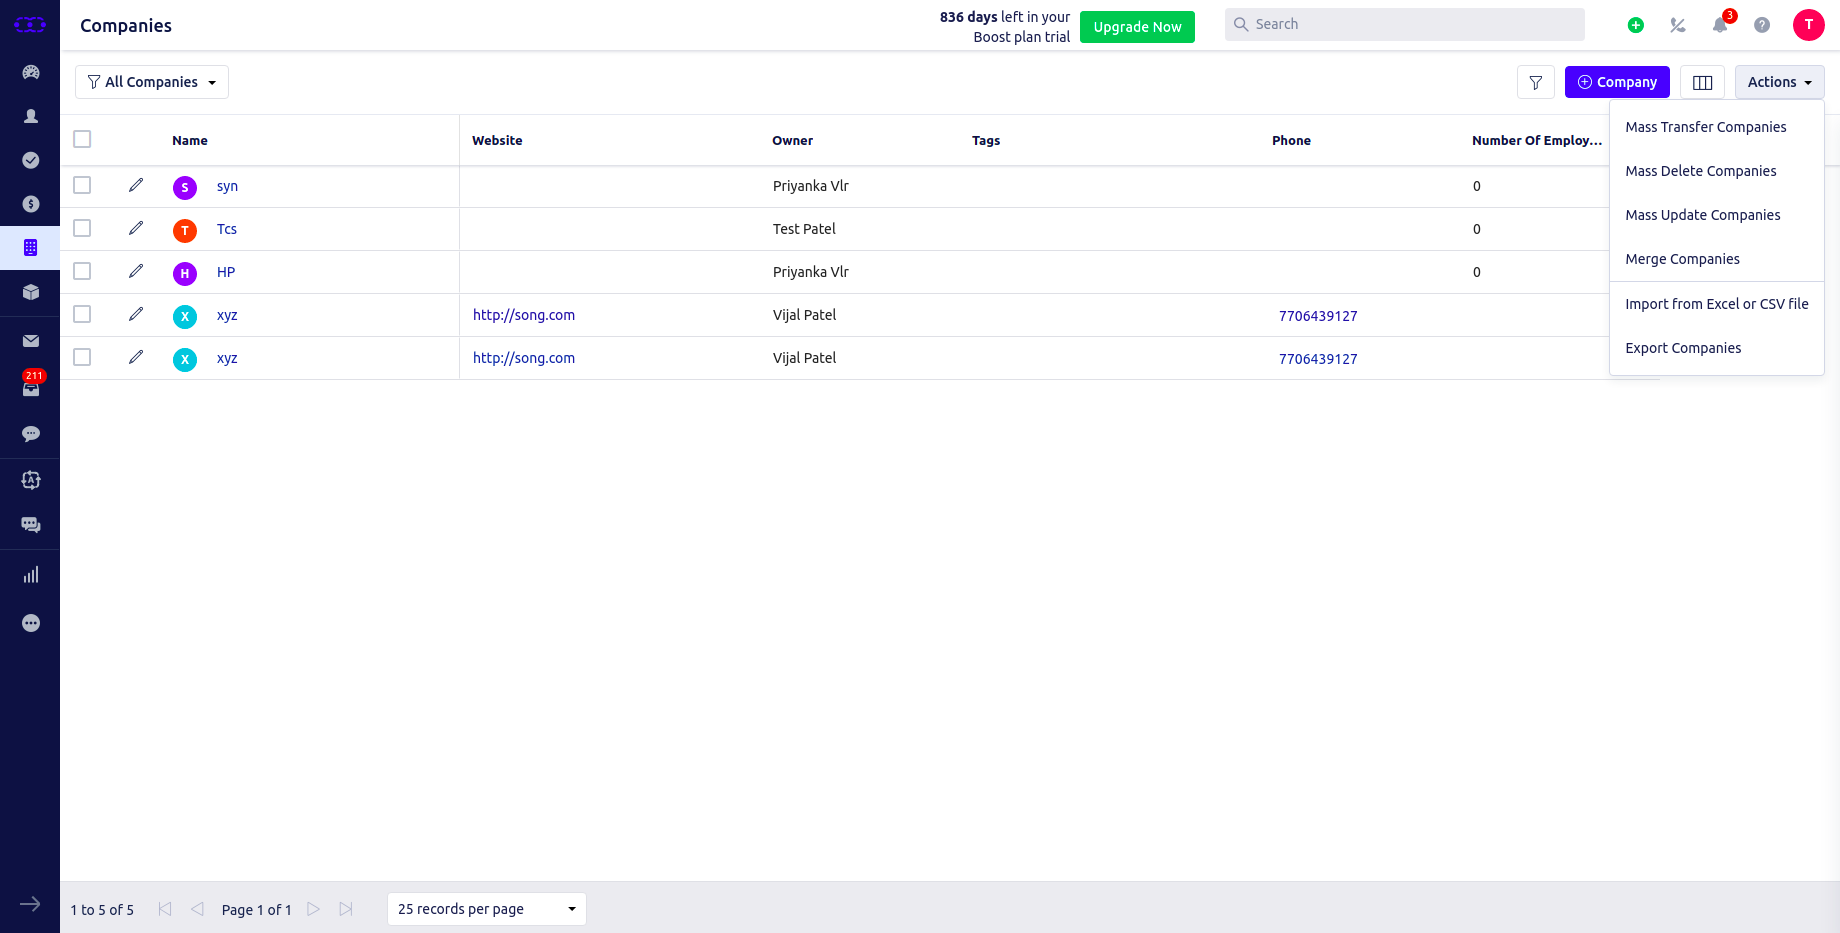 Companies
836 days left in your
Boost plan trial
Upgrade Now
Search
3
?
T
All Companies
Company
Actions
Mass Transfer Companies
Mass Delete Companies
Mass Update Companies
Merge Companies
Import from Excel or CSV file
Export Companies
Name Website Owner Tags Phone Number Of Employ...
S syn Priyanka Vlr 0
T Tcs Test Patel 0
H HP Priyanka Vlr 0
X xyz http://song.com Vijal Patel 7706439127
X xyz http://song.com Vijal Patel 7706439127
211
1 to 5 of 5
Page 1 of 1
25 records per page